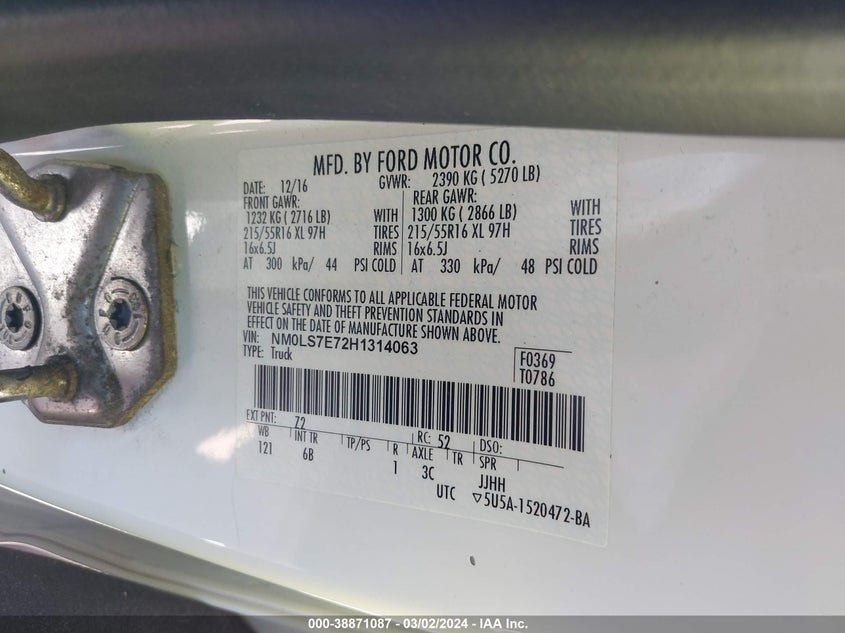 MFD. BY FORD MOTOR CO.
DATE: 12/16 GVWR: 2390 KG ( 5270 LB)
FRONT GAWR: REAR GAWR:
1232 KG ( 2716 LB) WITH 1300 KG ( 2866 LB) WITH
215/55R16 XL 97H TIRES 215/55R16 XL 97H TIRES
16x6.5J RIMS 16x6.5J RIMS
AT 300 kPa/ 44 PSI COLD AT 330 kPa/ 48 PSI COLD
THIS VEHICLE CONFORMS TO ALL APPLICABLE FEDERAL MOTOR
VEHICLE SAFETY AND THEFT PREVENTION STANDARDS IN
EFFECT ON THE DATE OF MANUFACTURE SHOWN ABOVE.
VIN: NM0LS7E72H1314063
TYPE: Truck
F0369
T0786
EXT PNT: 72 RC: 52 DSO:
WB INT TR TP/PS R AXLE TR SPR
121 6B 1 3C JJHH
UTC ▽5U5A-1520472-BA
000-38871087 - 03/02/2024 - IAA Inc.